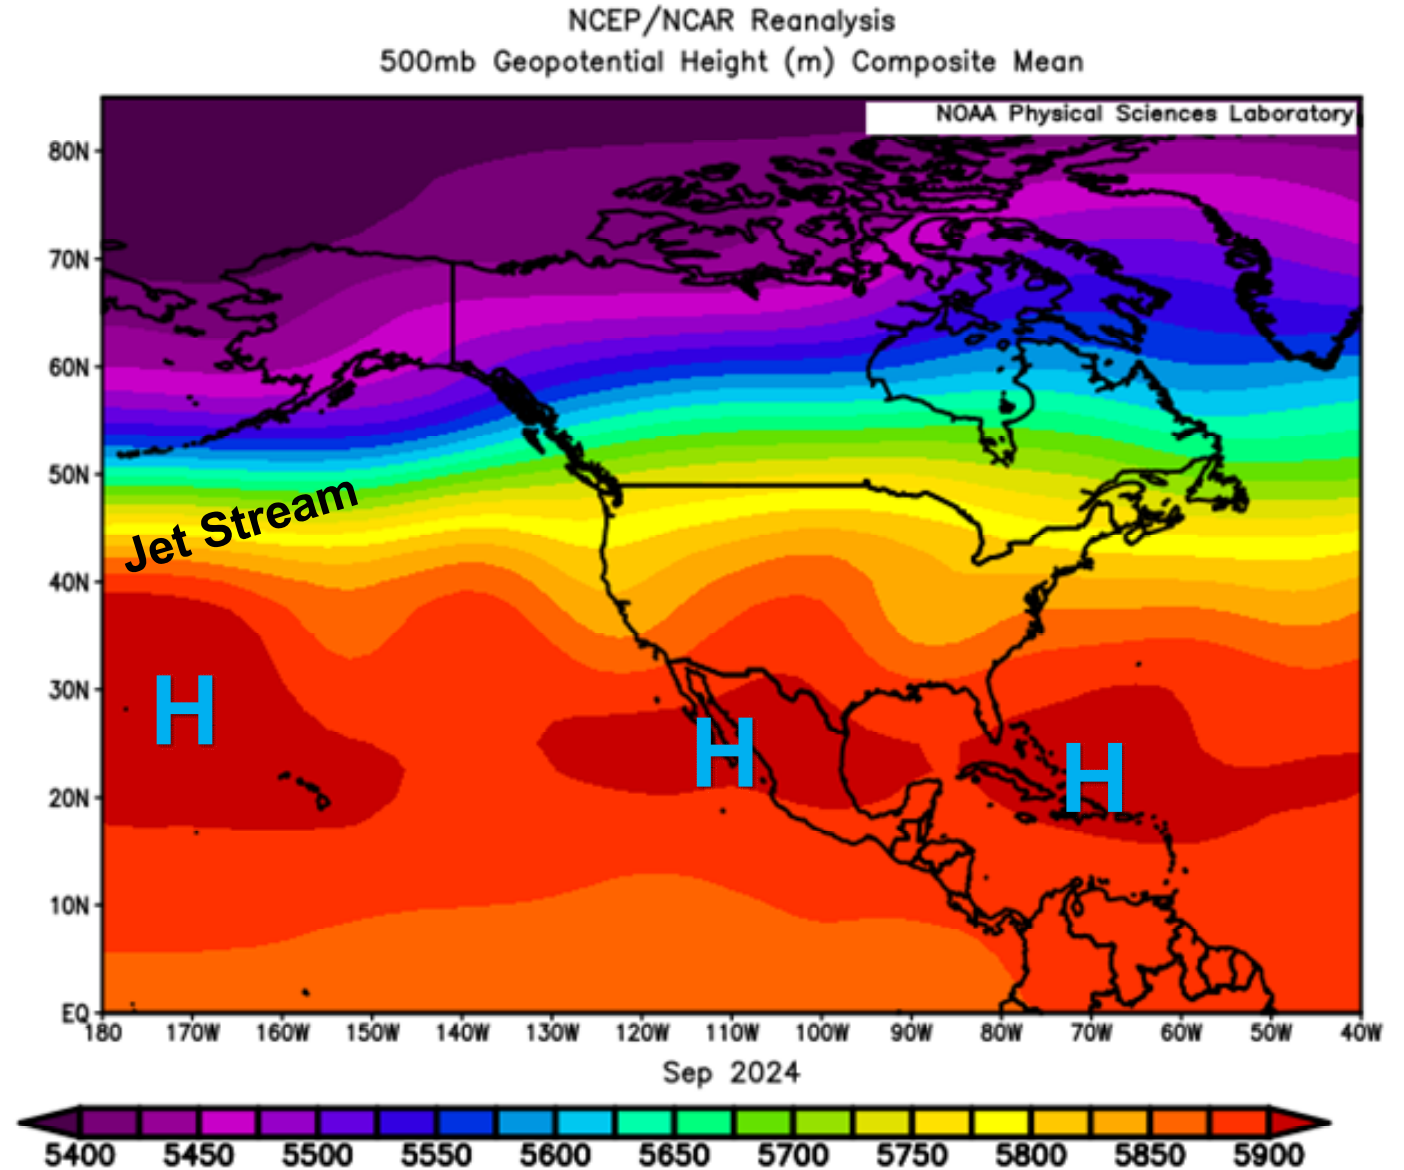 NCEP/NCAR Reanalysis
500mb Geopotential Height (m) Composite Mean
NOAA Physical Sciences Laboratory
80N
70N
60N
50N
Jet Stream
40N
30N
H
H
H
20N
10N
EQ
180 170W 160W 150W 140W 130W 120W 110W 100W 90W 80W 70W 60W 50W 40W
Sep 2024
5400 5450 5500 5550 5600 5650 5700 5750 5800 5850 5900